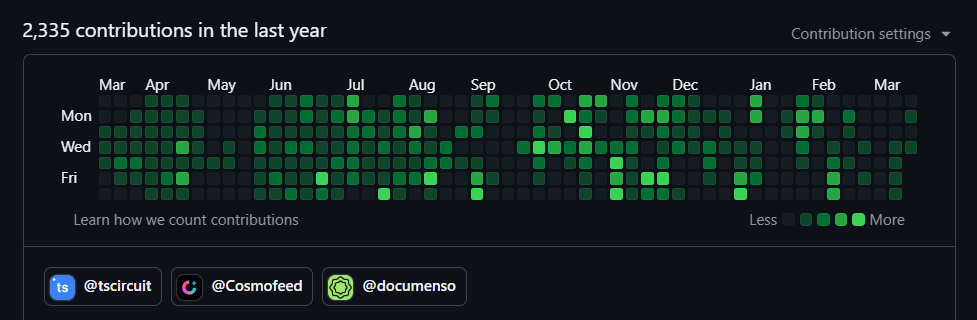 2,335 contributions in the last year
Contribution settings
Mar Apr May Jun Jul Aug Sep Oct Nov Dec Jan Feb Mar
Mon
Wed
Fri
Learn how we count contributions
Less More
ts @tscircuit @Cosmofeed @documenso